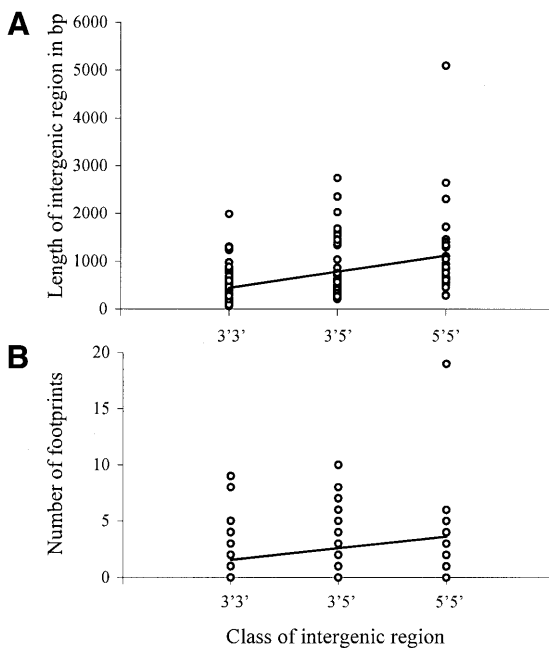 A
Length of intergenic region in bp
6000
5000
4000
3000
2000
1000
0
3’3’ 3’5’ 5’5’
B
Number of footprints
20
15
10
5
0
3’3’ 3’5’ 5’5’
Class of intergenic region